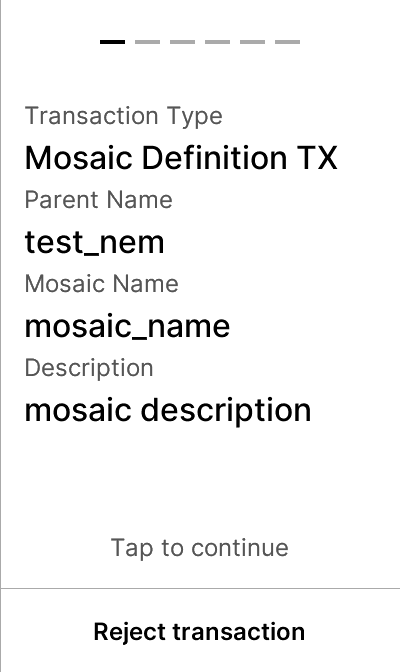 Transaction Type
Mosaic Definition TX
Parent Name
test_nem
Mosaic Name
mosaic_name
Description
mosaic description
Tap to continue
Reject transaction